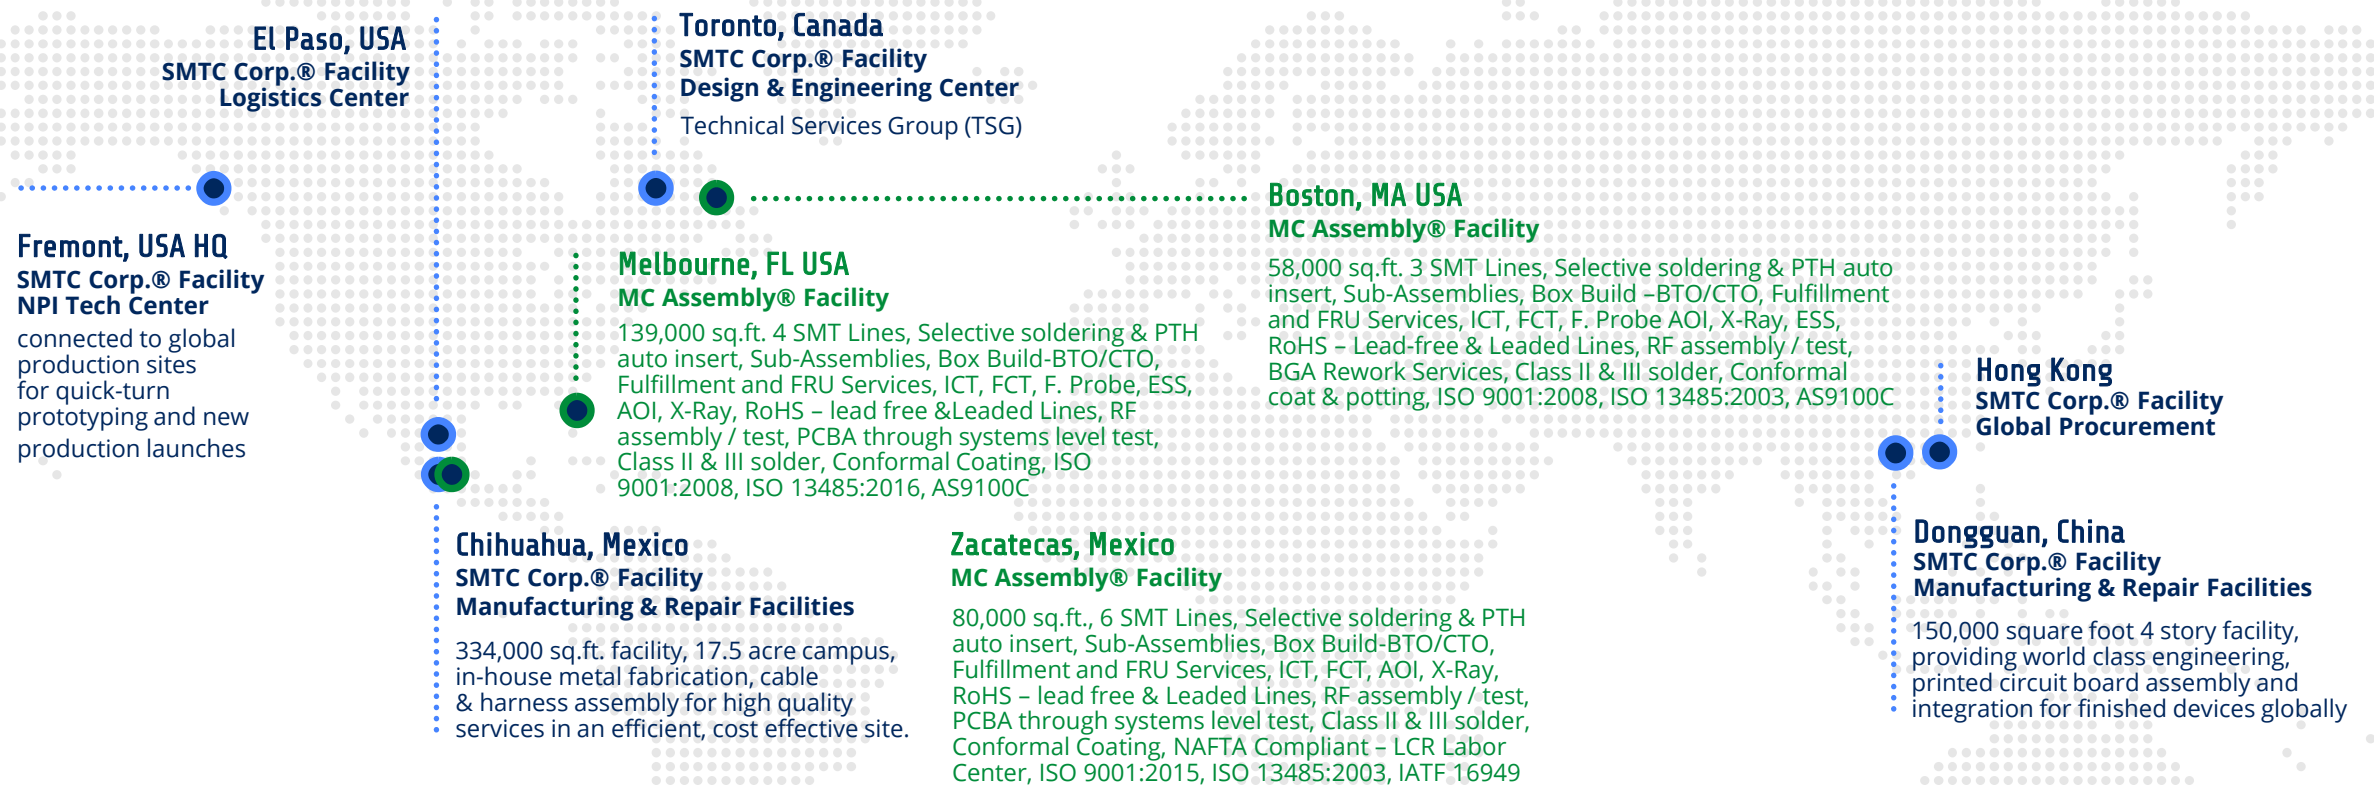 El Paso, USA
SMTC Corp.® Facility
Logistics Center
Toronto, Canada
SMTC Corp.® Facility
Design & Engineering Center
Technical Services Group (TSG)
Fremont, USA HQ
SMTC Corp.® Facility
NPI Tech Center
connected to global
production sites
for quick-turn
prototyping and new
production launches
Melbourne, FL USA
MC Assembly® Facility
139,000 sq.ft. 4 SMT Lines, Selective soldering & PTH
auto insert, Sub-Assemblies, Box Build-BTO/CTO,
Fulfillment and FRU Services, ICT, FCT, F. Probe, ESS,
AOI, X-Ray, RoHS – lead free &Leaded Lines, RF
assembly / test, PCBA through systems level test,
Class II & III solder, Conformal Coating, ISO
9001:2008, ISO 13485:2016, AS9100C
Boston, MA USA
MC Assembly® Facility
58,000 sq.ft. 3 SMT Lines, Selective soldering & PTH auto
insert, Sub-Assemblies, Box Build –BTO/CTO, Fulfillment
and FRU Services, ICT, FCT, F. Probe AOI, X-Ray, ESS,
RoHS – Lead-free & Leaded Lines, RF assembly / test,
BGA Rework Services, Class II & III solder, Conformal
coat & potting, ISO 9001:2008, ISO 13485:2003, AS9100C
Hong Kong
SMTC Corp.® Facility
Global Procurement
Chihuahua, Mexico
SMTC Corp.® Facility
Manufacturing & Repair Facilities
334,000 sq.ft. facility, 17.5 acre campus,
in-house metal fabrication, cable
& harness assembly for high quality
services in an efficient, cost effective site.
Zacatecas, Mexico
MC Assembly® Facility
80,000 sq.ft., 6 SMT Lines, Selective soldering & PTH
auto insert, Sub-Assemblies, Box Build-BTO/CTO,
Fulfillment and FRU Services, ICT, FCT, AOI, X-Ray,
RoHS – lead free & Leaded Lines, RF assembly / test,
PCBA through systems level test, Class II & III solder,
Conformal Coating, NAFTA Compliant – LCR Labor
Center, ISO 9001:2015, ISO 13485:2003, IATF 16949
Dongguan, China
SMTC Corp.® Facility
Manufacturing & Repair Facilities
150,000 square foot 4 story facility,
providing world class engineering,
printed circuit board assembly and
integration for finished devices globally